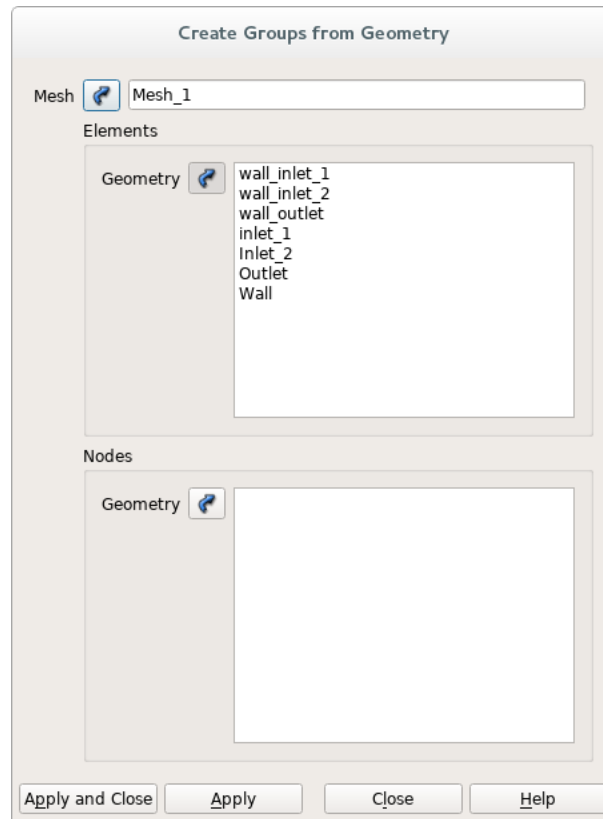 Create Groups from Geometry
Mesh Mesh_1
Elements
Geometry wall_inlet_1
wall_inlet_2
wall_outlet
inlet_1
Inlet_2
Outlet
Wall
Nodes
Geometry
Apply and Close Apply Close Help